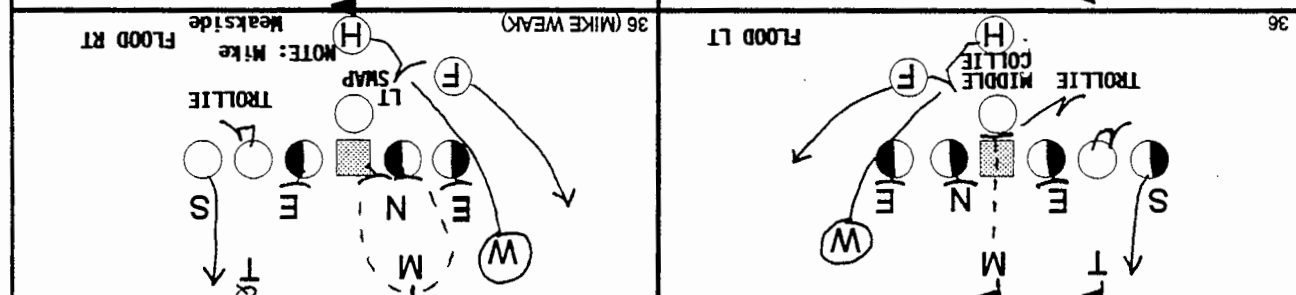 T M
W
S E N E
TROLLIE MIDDLE F
COLLIE
H
36 FLOOD LT
M T
W
E N E S
LT TROLLIE
F SWAP
H NOTE: Mike
Weakside
36 (MIKE WEAK) FLOOD RT